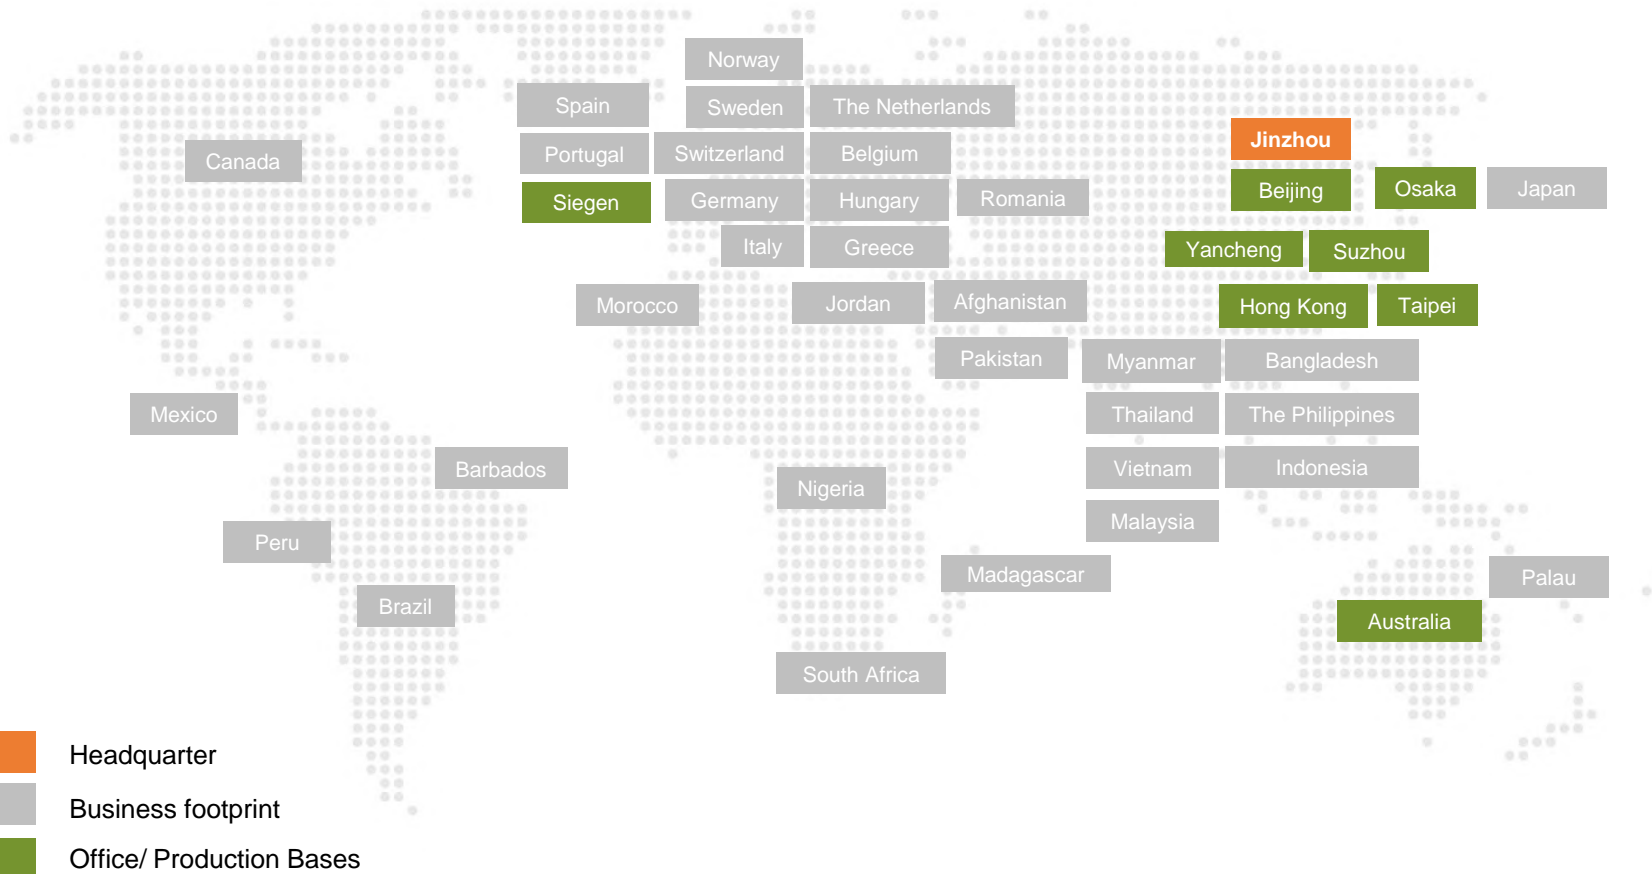 Norway
Spain
Sweden
The Netherlands
Jinzhou
Canada
Portugal
Switzerland
Belgium
Siegen
Germany
Hungary
Romania
Beijing
Osaka
Japan
Italy
Greece
Yancheng
Suzhou
Morocco
Jordan
Afghanistan
Hong Kong
Taipei
Pakistan
Myanmar
Bangladesh
Mexico
Thailand
The Philippines
Barbados
Nigeria
Vietnam
Indonesia
Peru
Malaysia
Madagascar
Palau
Brazil
Australia
South Africa
Headquarter
Business footprint
Office/ Production Bases